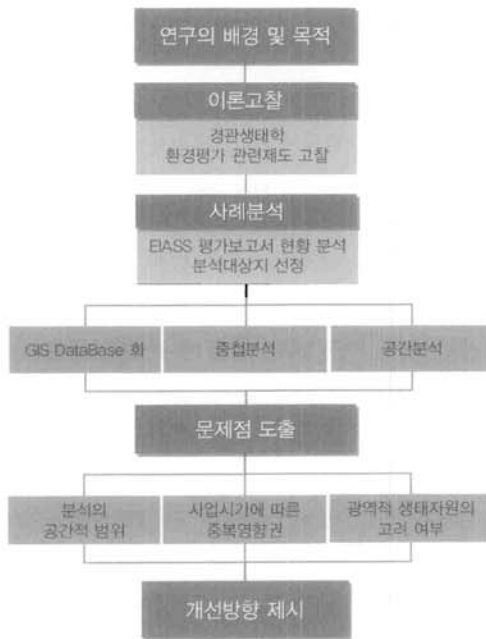 연구의 배경 및 목적
이론고찰
경관생태학
환경평가 관련제도 고찰
사례분석
EIASS 평가보고서 현황 분석
분석대상지 선정
GIS DataBase 화
중첩분석
공간분석
문제점 도출
분석의
공간적 범위
사업시기에 따른
중복영향권
광역적 생태자원의
고려 여부
개선방향 제시